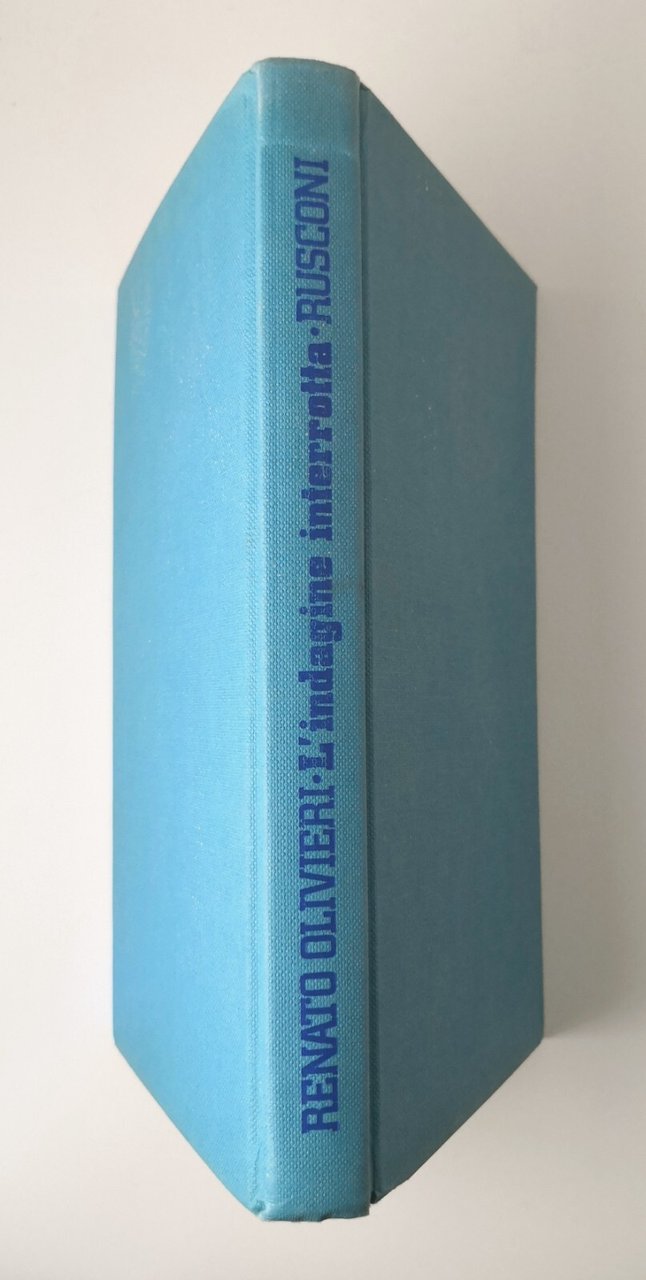 RENATO OLIVIERI · L'indagine interrotta · RUSCONI